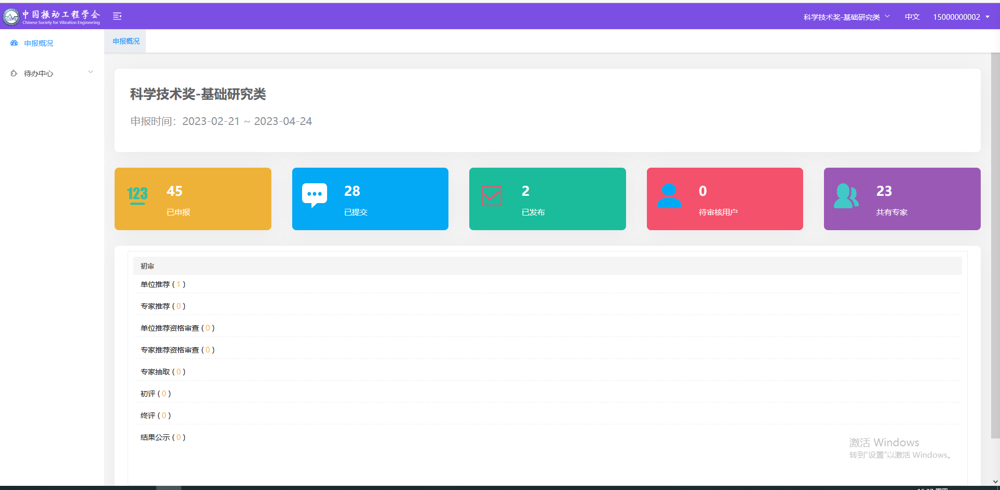 中国振动工程学会
Chinese Society for Vibration Engineering
CSVE
科学技术奖-基础研究类
中文
15000000002
申报概况
待办中心
申报概况
科学技术奖-基础研究类
申报时间：2023-02-21 ~ 2023-04-24
123
45
已申报
28
已提交
2
已发布
0
待审核用户
23
共有专家
初审
单位推荐 ( 1 )
专家推荐 ( 0 )
单位推荐资格审查 ( 0 )
专家推荐资格审查 ( 0 )
专家抽取 ( 0 )
初评 ( 0 )
终评 ( 0 )
结果公示 ( 0 )
激活 Windows
转到"设置"以激活 Windows。